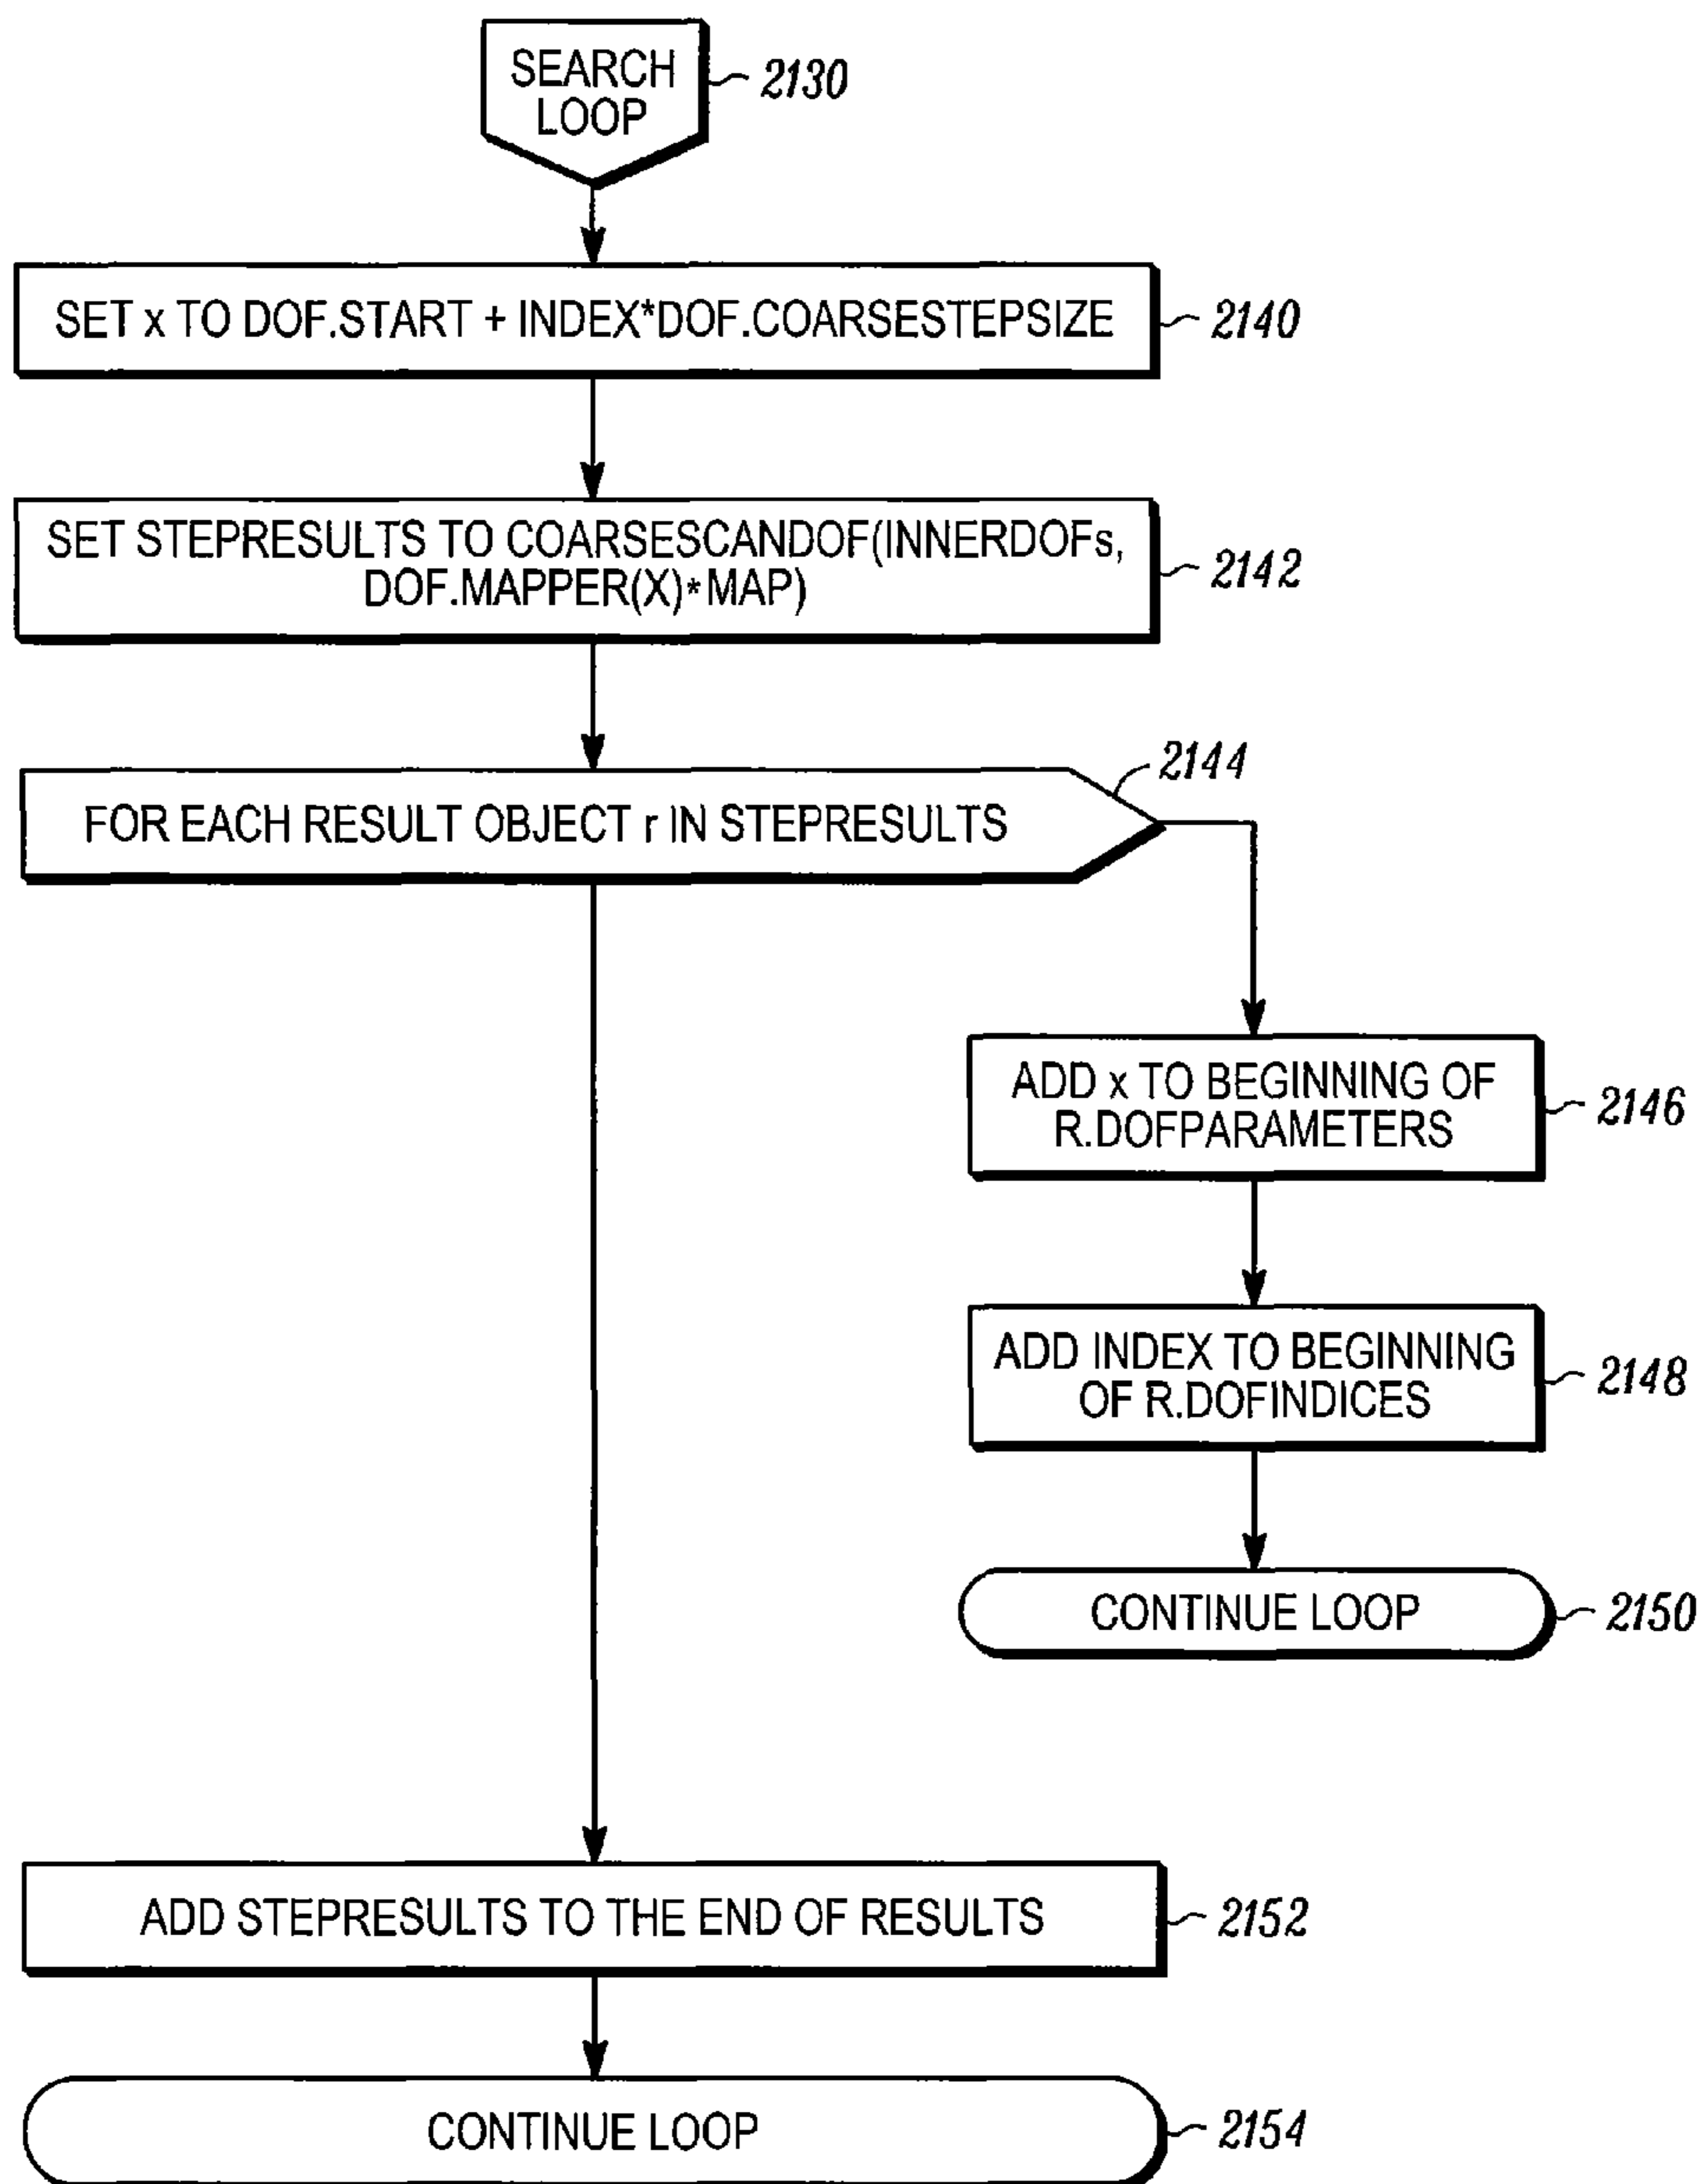 SEARCH
LOOP
2130
SET x TO DOF.START + INDEX*DOF.COARSESTEPSIZE
2140
SET STEPRESULTS TO COARSESCANDOF(INNERDOFs,
DOF.MAPPER(X)*MAP)
2142
2144
FOR EACH RESULT OBJECT r IN STEPRESULTS
ADD x TO BEGINNING OF
R.DOFPARAMETERS
2146
ADD INDEX TO BEGINNING
OF R.DOFINDICES
2148
CONTINUE LOOP
2150
ADD STEPRESULTS TO THE END OF RESULTS
2152
CONTINUE LOOP
2154